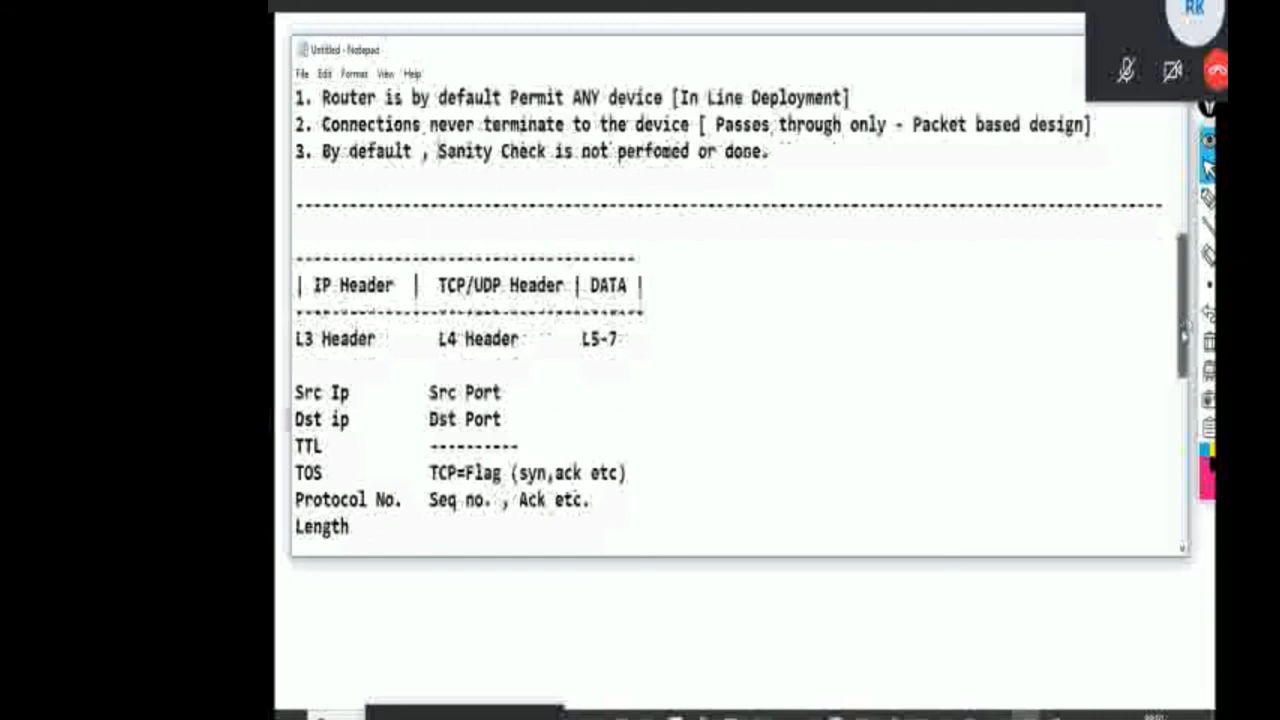 RK
Untitled - Notepad
File Edit Format View Help
1. Router is by default Permit ANY device [In Line Deployment]
2. Connections never terminate to the device [ Passes through only - Packet based design]
3. By default , Sanity Check is not perfomed or done.
--------------------------------------------------------------------------------
--------------------------------------
| IP Header | TCP/UDP Header | DATA |
---------------------------------------
L3 Header L4 Header L5-7
Src Ip Src Port
Dst ip Dst Port
TTL ----------
TOS TCP=Flag (syn,ack etc)
Protocol No. Seq no. , Ack etc.
Length